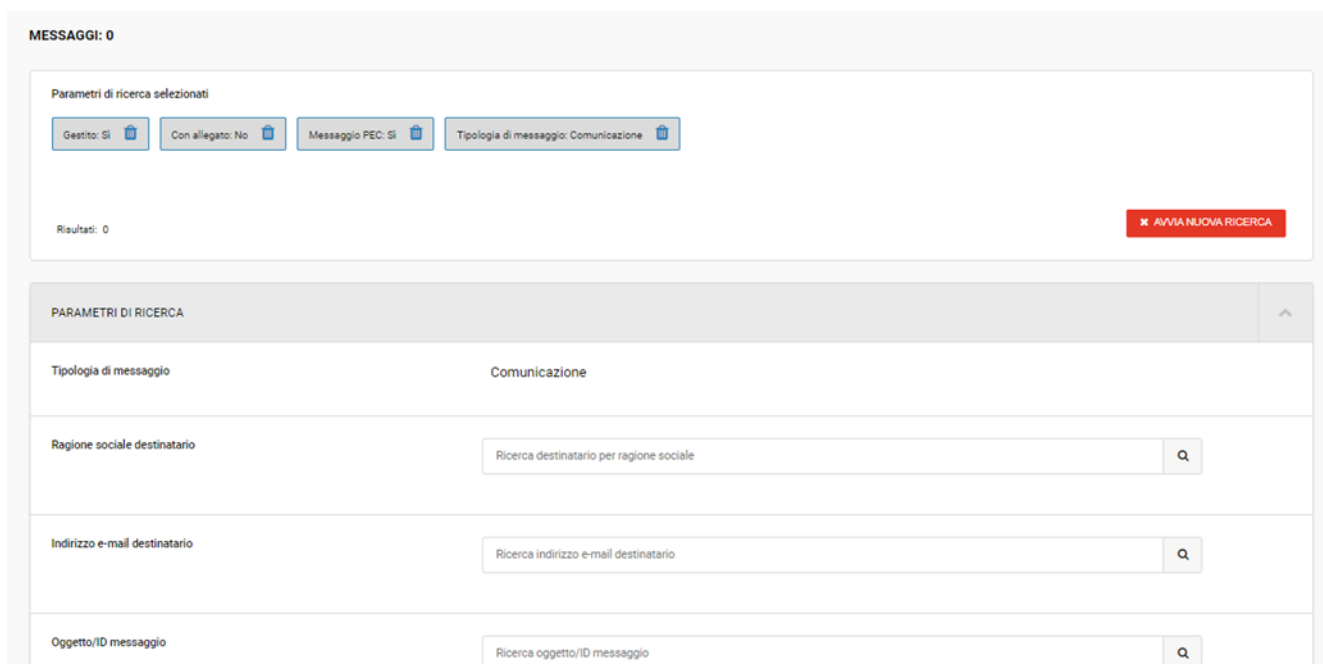 MESSAGGI: 0
Parametri di ricerca selezionati
Gestito: Sì Con allegato: No Messaggio PEC: Sì Tipologia di messaggio: Comunicazione
Risultati: 0 AVVIA NUOVA RICERCA
PARAMETRI DI RICERCA
Tipologia di messaggio Comunicazione
Ragione sociale destinatario Ricerca destinatario per ragione sociale
Indirizzo e-mail destinatario Ricerca indirizzo e-mail destinatario
Oggetto/ID messaggio Ricerca oggetto/ID messaggio